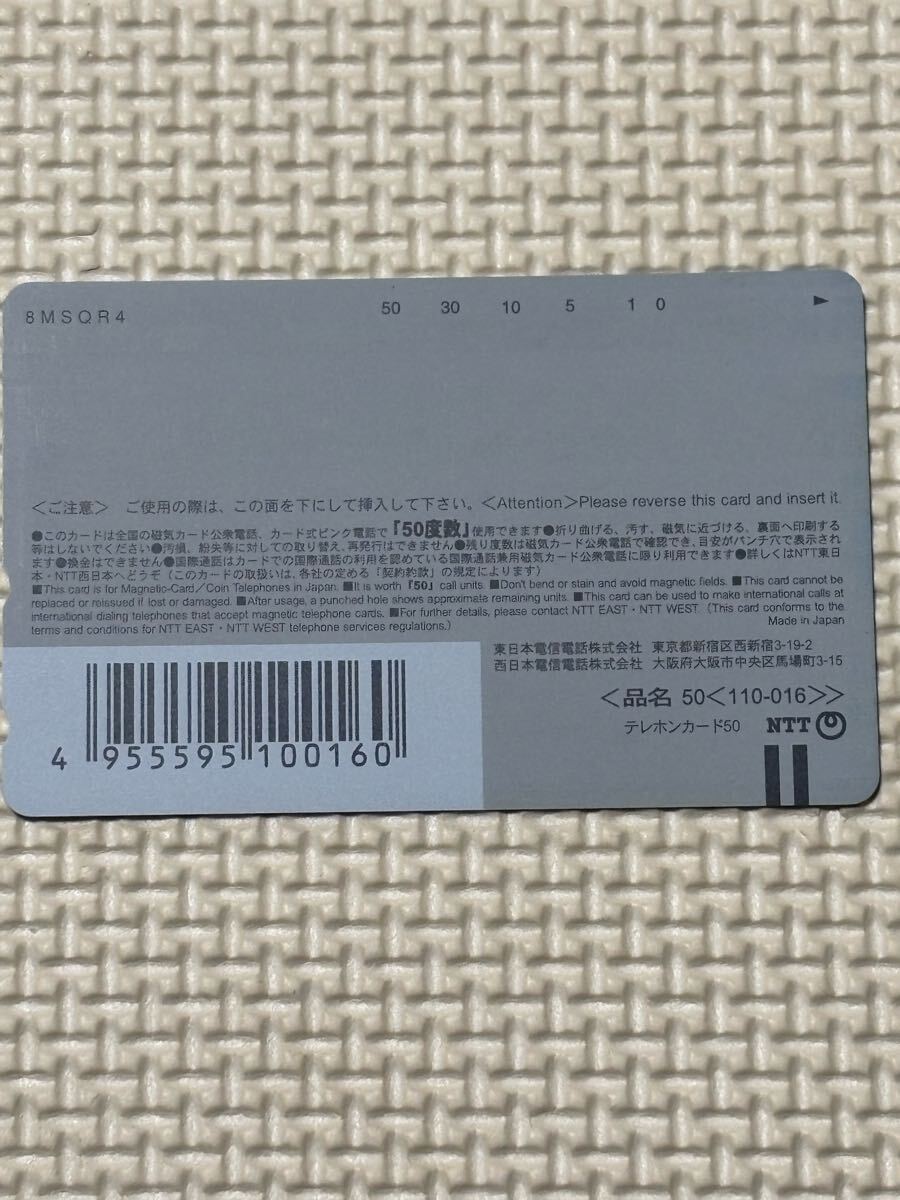 8MSQR4
50 30 10 5 1 0 ▶
＜ご注意＞ ご使用の際は、この面を下にして挿入して下さい。＜Attention＞Please reverse this card and insert it.
●このカードは全国の磁気カード公衆電話、カード式ピンク電話で「50度数」使用できます●折り曲げる、汚す、磁気に近づける、裏面へ印刷する
等はしないでください●汚損、紛失等に対しての取り替え、再発行はできません●残り度数は磁気カード公衆電話で確認でき、目安がパンチ穴で表示されま
す●換金はできません●国際通話はカードでの国際通話の利用を認めている国際通話兼用磁気カード公衆電話に限り利用できます●詳しくはNTT東日
本・NTT西日本へどうぞ（このカードの取扱いは、各社の定める「契約約款」の規定によります）
■This card is for Magnetic-Card／Coin Telephones in Japan. ■It is worth「50」call units. ■Don't bend or stain and avoid magnetic fields. ■This card cannot be
replaced or reissued if lost or damaged. ■After usage, a punched hole shows approximate remaining units. ■This card can be used to make international calls at
international dialing telephones that accept magnetic telephone cards. ■For further details, please contact NTT EAST・NTT WEST.（This card conforms to the
terms and conditions for NTT EAST・NTT WEST telephone services regulations.） Made in Japan
東日本電信電話株式会社 東京都新宿区西新宿3-19-2
西日本電信電話株式会社 大阪府大阪市中央区馬場町3-15
＜品名 50＜110-016＞＞
テレホンカード50 NTT
4 955595 100160